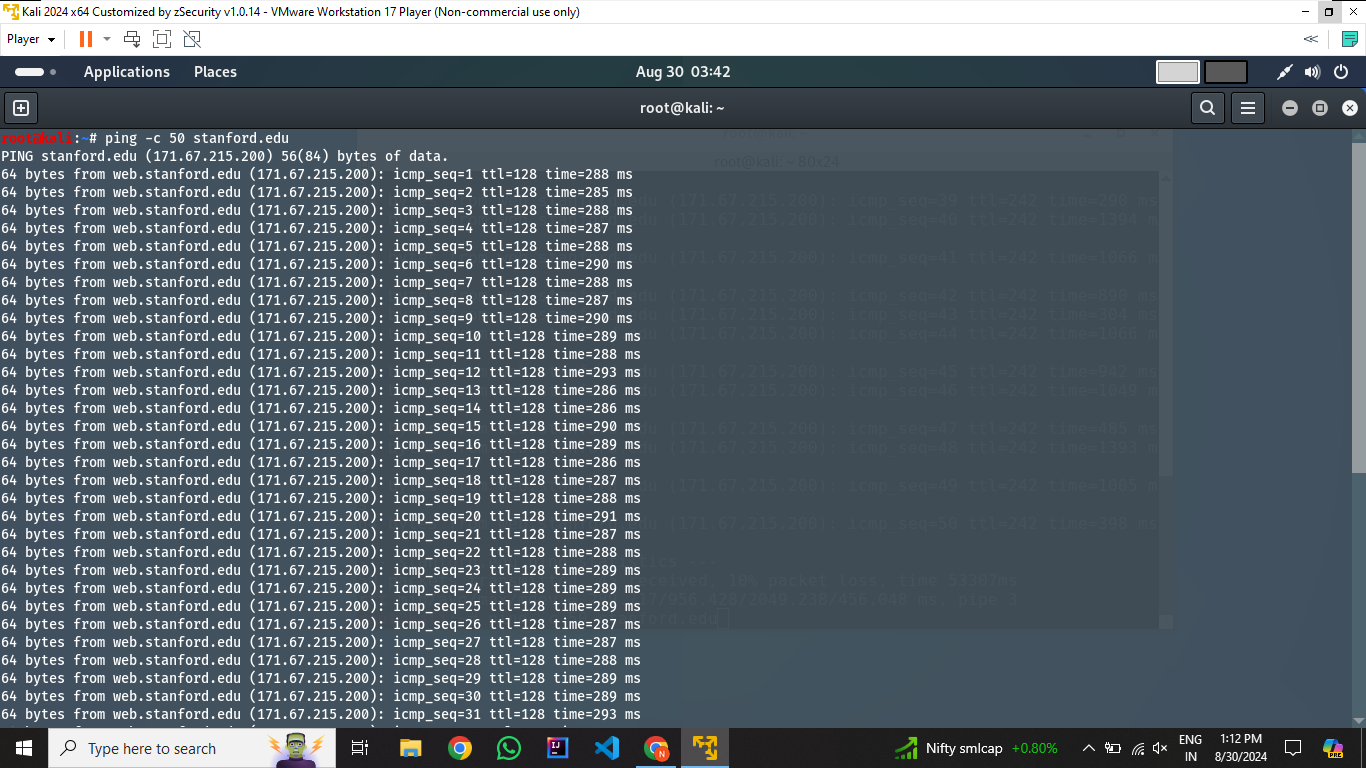 Kali 2024 x64 Customized by zSecurity v1.0.14 - VMware Workstation 17 Player (Non-commercial use only)
Player
Applications Places Aug 30 03:42
root@kali: ~
root@kali:~# ping -c 50 stanford.edu
PING stanford.edu (171.67.215.200) 56(84) bytes of data.
root@kali: ~ 80x24
64 bytes from web.stanford.edu (171.67.215.200): icmp_seq=1 ttl=128 time=288 ms
64 bytes from web.stanford.edu (171.67.215.200): icmp_seq=2 ttl=128 time=285 ms
64 bytes from web.stanford.edu (171.67.215.200): icmp_seq=3 ttl=128 time=288 ms
64 bytes from web.stanford.edu (171.67.215.200): icmp_seq=4 ttl=128 time=287 ms
64 bytes from web.stanford.edu (171.67.215.200): icmp_seq=5 ttl=128 time=288 ms
64 bytes from web.stanford.edu (171.67.215.200): icmp_seq=6 ttl=128 time=290 ms
64 bytes from web.stanford.edu (171.67.215.200): icmp_seq=7 ttl=128 time=288 ms
64 bytes from web.stanford.edu (171.67.215.200): icmp_seq=8 ttl=128 time=287 ms
64 bytes from web.stanford.edu (171.67.215.200): icmp_seq=9 ttl=128 time=290 ms
64 bytes from web.stanford.edu (171.67.215.200): icmp_seq=10 ttl=128 time=289 ms
64 bytes from web.stanford.edu (171.67.215.200): icmp_seq=11 ttl=128 time=288 ms
64 bytes from web.stanford.edu (171.67.215.200): icmp_seq=12 ttl=128 time=293 ms
64 bytes from web.stanford.edu (171.67.215.200): icmp_seq=13 ttl=128 time=286 ms
64 bytes from web.stanford.edu (171.67.215.200): icmp_seq=14 ttl=128 time=286 ms
64 bytes from web.stanford.edu (171.67.215.200): icmp_seq=15 ttl=128 time=290 ms
64 bytes from web.stanford.edu (171.67.215.200): icmp_seq=16 ttl=128 time=289 ms
64 bytes from web.stanford.edu (171.67.215.200): icmp_seq=17 ttl=128 time=286 ms
64 bytes from web.stanford.edu (171.67.215.200): icmp_seq=18 ttl=128 time=287 ms
64 bytes from web.stanford.edu (171.67.215.200): icmp_seq=19 ttl=128 time=288 ms
64 bytes from web.stanford.edu (171.67.215.200): icmp_seq=20 ttl=128 time=291 ms
64 bytes from web.stanford.edu (171.67.215.200): icmp_seq=21 ttl=128 time=287 ms
64 bytes from web.stanford.edu (171.67.215.200): icmp_seq=22 ttl=128 time=288 ms
64 bytes from web.stanford.edu (171.67.215.200): icmp_seq=23 ttl=128 time=289 ms
64 bytes from web.stanford.edu (171.67.215.200): icmp_seq=24 ttl=128 time=289 ms
64 bytes from web.stanford.edu (171.67.215.200): icmp_seq=25 ttl=128 time=289 ms
64 bytes from web.stanford.edu (171.67.215.200): icmp_seq=26 ttl=128 time=287 ms
64 bytes from web.stanford.edu (171.67.215.200): icmp_seq=27 ttl=128 time=287 ms
64 bytes from web.stanford.edu (171.67.215.200): icmp_seq=28 ttl=128 time=288 ms
64 bytes from web.stanford.edu (171.67.215.200): icmp_seq=29 ttl=128 time=289 ms
64 bytes from web.stanford.edu (171.67.215.200): icmp_seq=30 ttl=128 time=289 ms
64 bytes from web.stanford.edu (171.67.215.200): icmp_seq=31 ttl=128 time=293 ms
Type here to search
Nifty smlcap +0.80%
ENG
IN
1:12 PM
8/30/2024